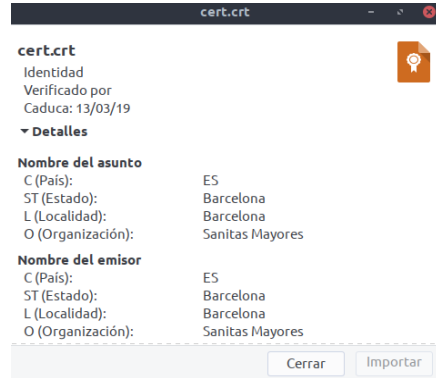 cert.crt
cert.crt
Identidad
Verificado por
Caduca: 13/03/19
Detalles
Nombre del asunto
C (País): ES
ST (Estado): Barcelona
L (Localidad): Barcelona
O (Organización): Sanitas Mayores
Nombre del emisor
C (País): ES
ST (Estado): Barcelona
L (Localidad): Barcelona
O (Organización): Sanitas Mayores
Cerrar Importar